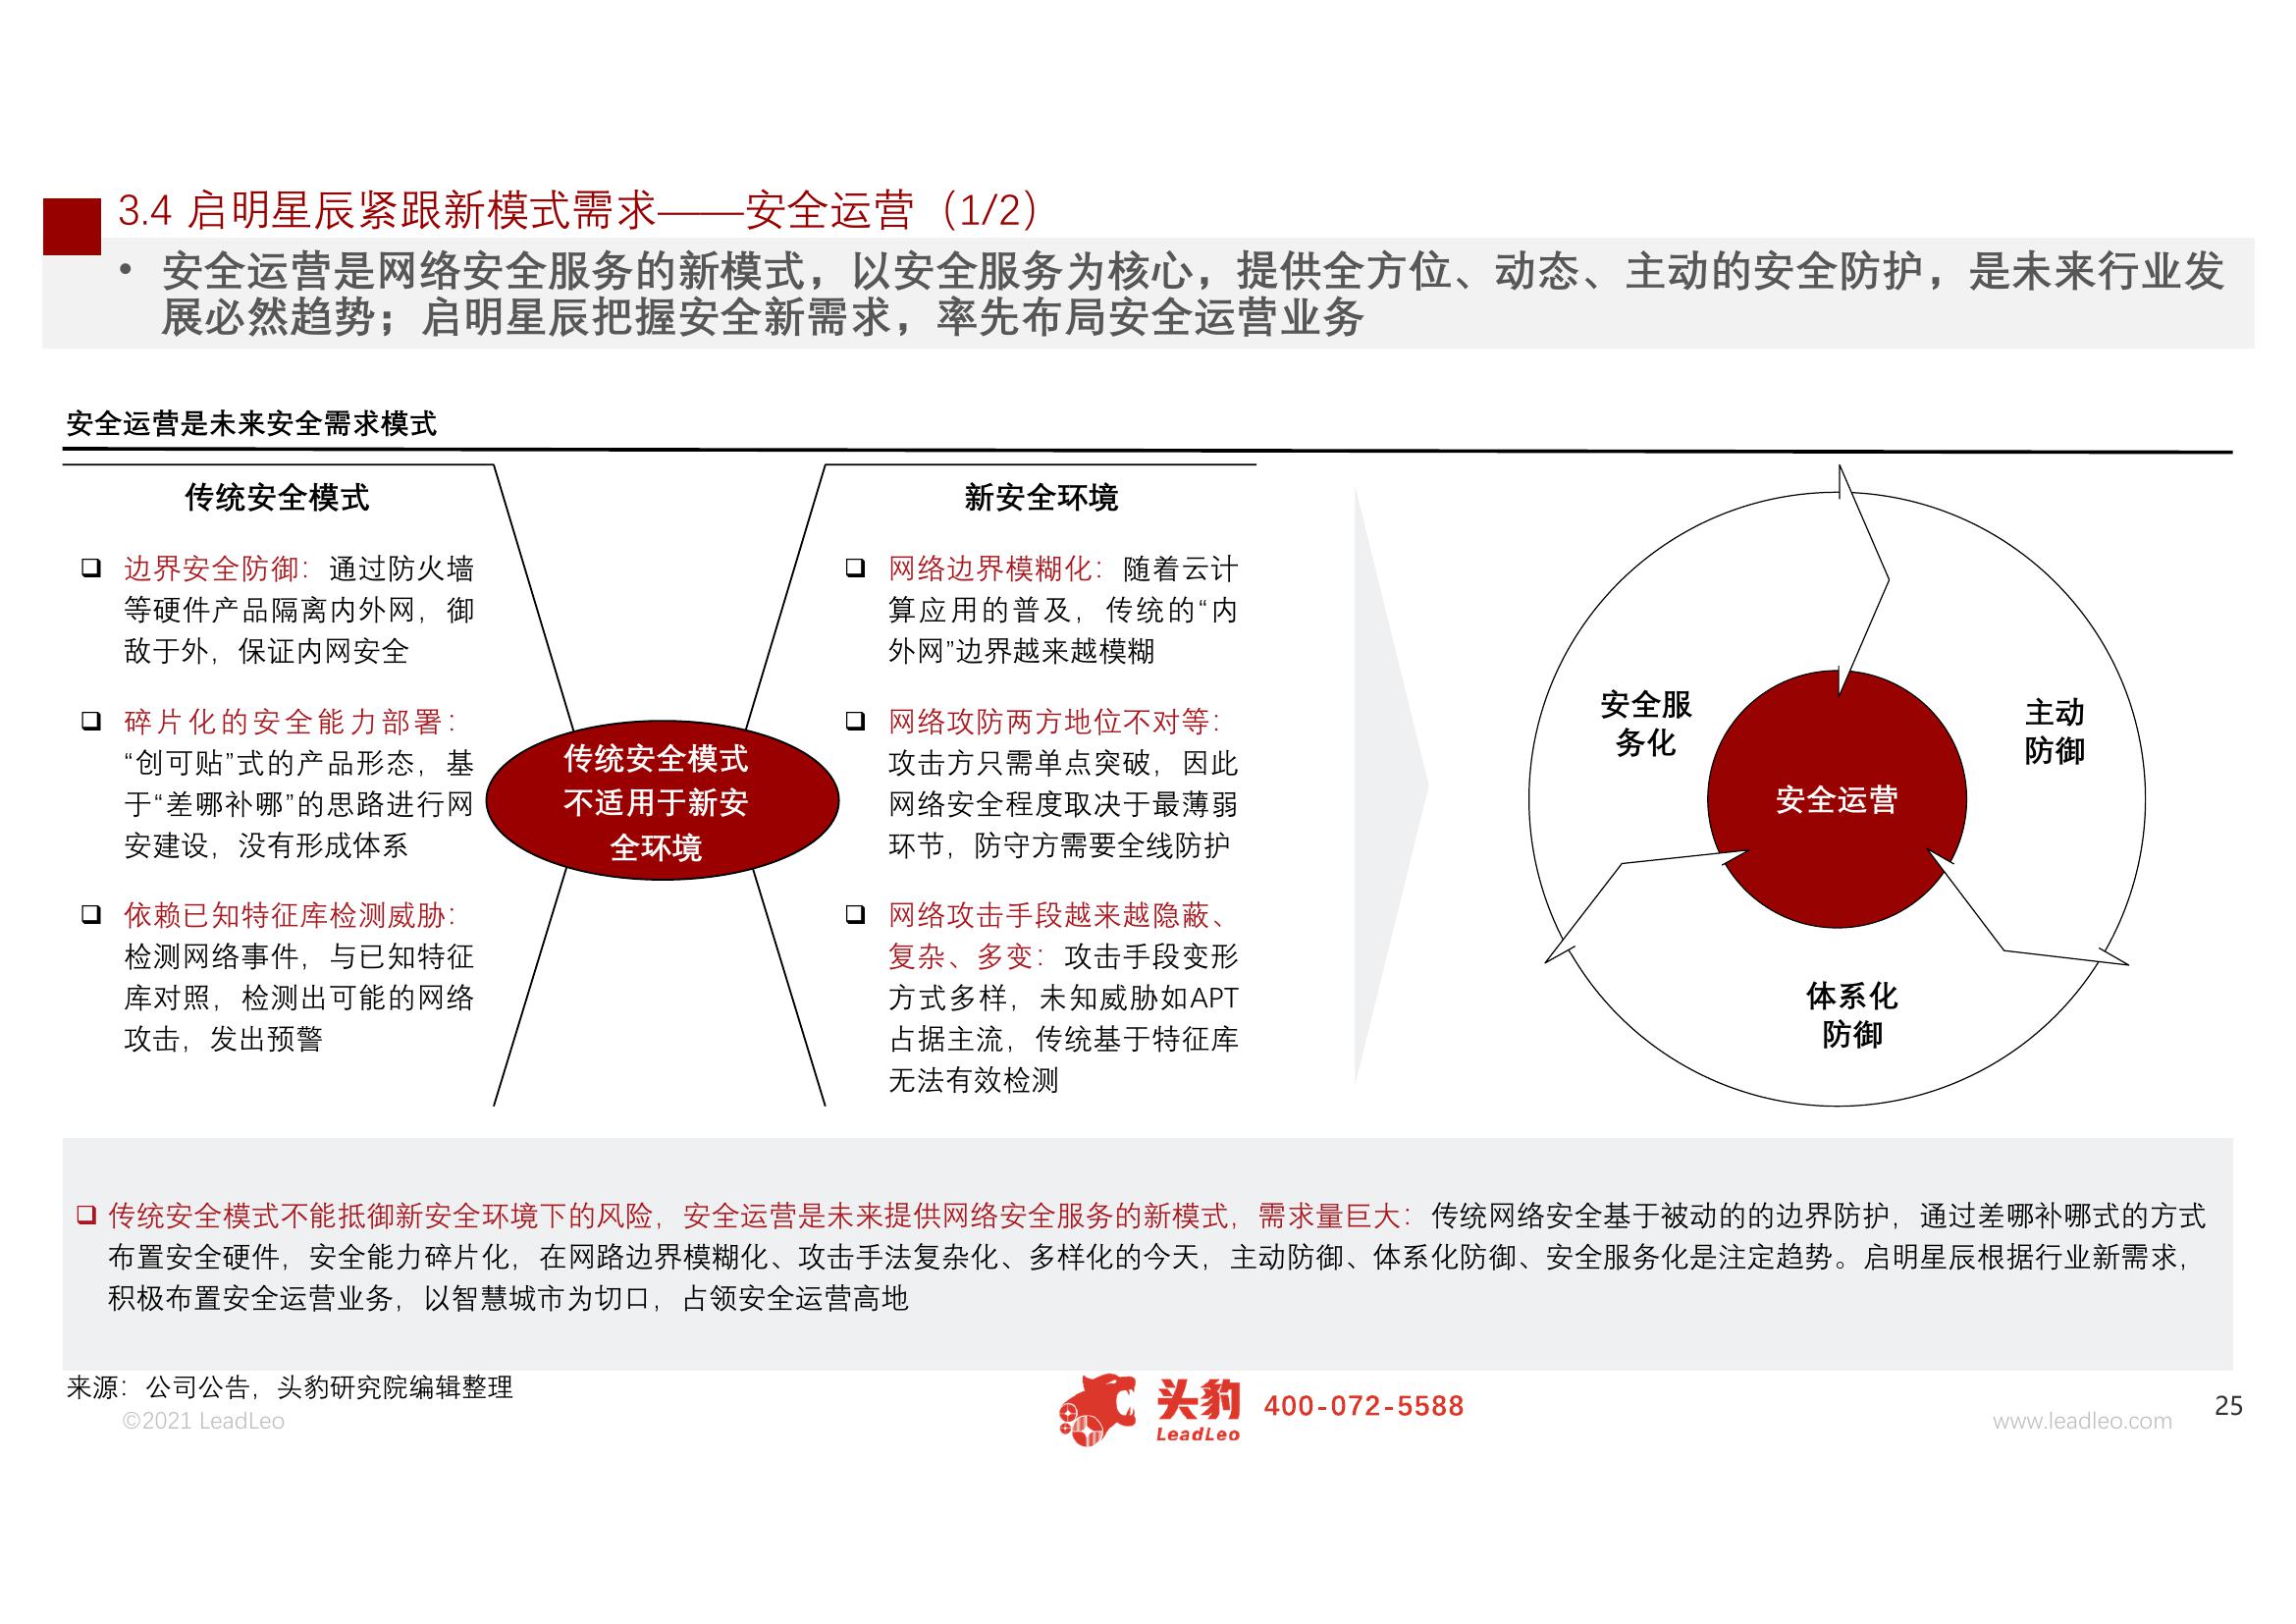 3.4 启明星辰紧跟新模式需求——安全运营（1/2）
• 安全运营是网络安全服务的新模式，以安全服务为核心，提供全方位、动态、主动的安全防护，是未来行业发
展必然趋势；启明星辰把握安全新需求，率先布局安全运营业务
安全运营是未来安全需求模式
传统安全模式
❑ 边界安全防御：通过防火墙
等硬件产品隔离内外网，御
敌于外，保证内网安全
❑ 碎片化的安全能力部署：
“创可贴”式的产品形态，基
于“差哪补哪”的思路进行网
安建设，没有形成体系
❑ 依赖已知特征库检测威胁：
检测网络事件，与已知特征
库对照，检测出可能的网络
攻击，发出预警
传统安全模式
不适用于新安
全环境
新安全环境
❑ 网络边界模糊化：随着云计
算应用的普及，传统的“内
外网”边界越来越模糊
❑ 网络攻防两方地位不对等：
攻击方只需单点突破，因此
网络安全程度取决于最薄弱
环节，防守方需要全线防护
❑ 网络攻击手段越来越隐蔽、
复杂、多变：攻击手段变形
方式多样，未知威胁如APT
占据主流，传统基于特征库
无法有效检测
安全服
务化
主动
防御
安全运营
体系化
防御
❑ 传统安全模式不能抵御新安全环境下的风险，安全运营是未来提供网络安全服务的新模式，需求量巨大：传统网络安全基于被动的的边界防护，通过差哪补哪式的方式
布置安全硬件，安全能力碎片化，在网路边界模糊化、攻击手法复杂化、多样化的今天，主动防御、体系化防御、安全服务化是注定趋势。启明星辰根据行业新需求，
积极布置安全运营业务，以智慧城市为切口，占领安全运营高地
来源：公司公告，头豹研究院编辑整理
©2021 LeadLeo
头豹
LeadLeo
400-072-5588
www.leadleo.com
25